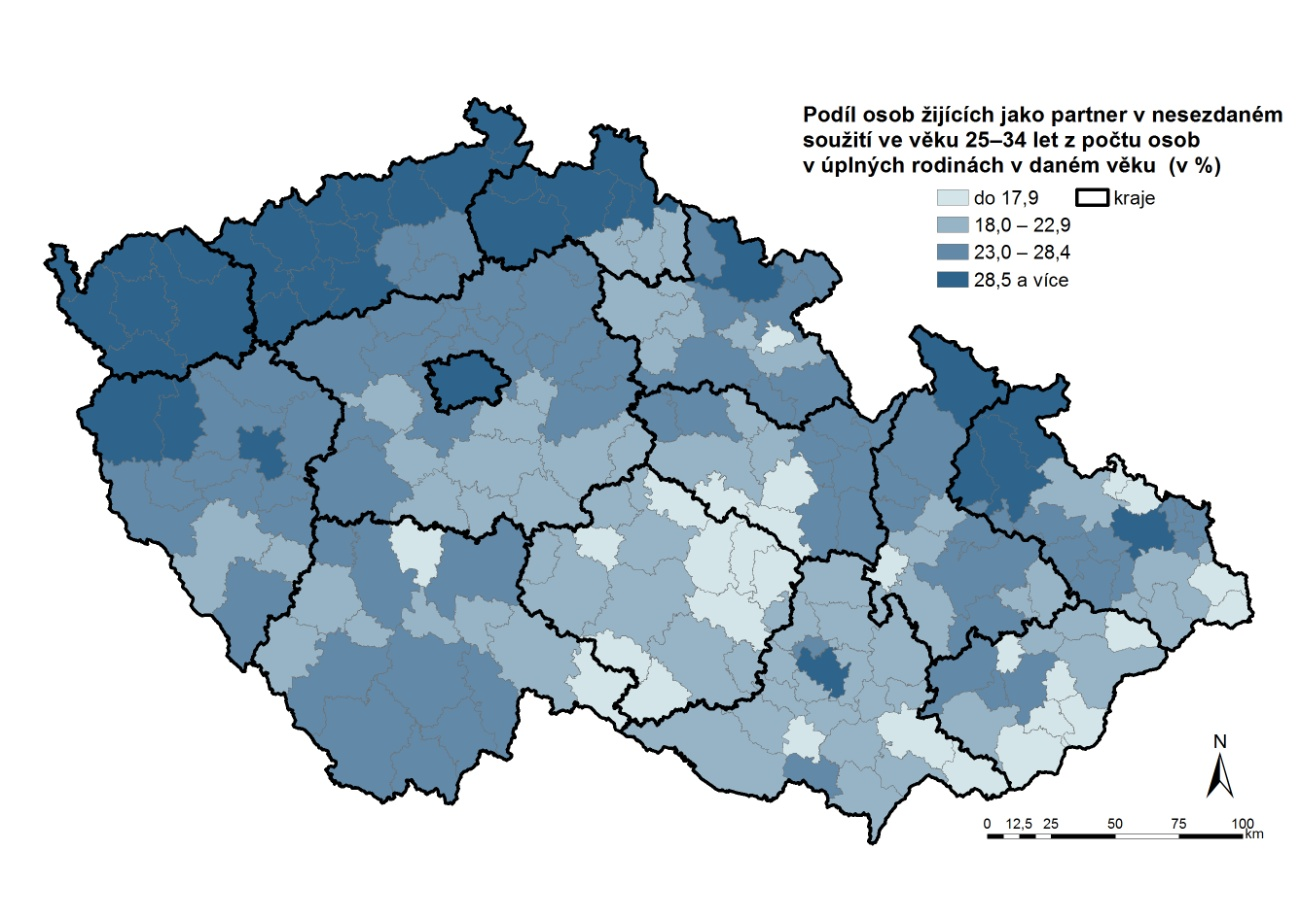 Podíl osob žijících jako partner v nesezdaném
soužití ve věku 25–34 let z počtu osob
v úplných rodinách v daném věku  (v %)
do 17,9 kraje
18,0 – 22,9
23,0 – 28,4
28,5 a více
N
0 12,5 25 50 75 100
km